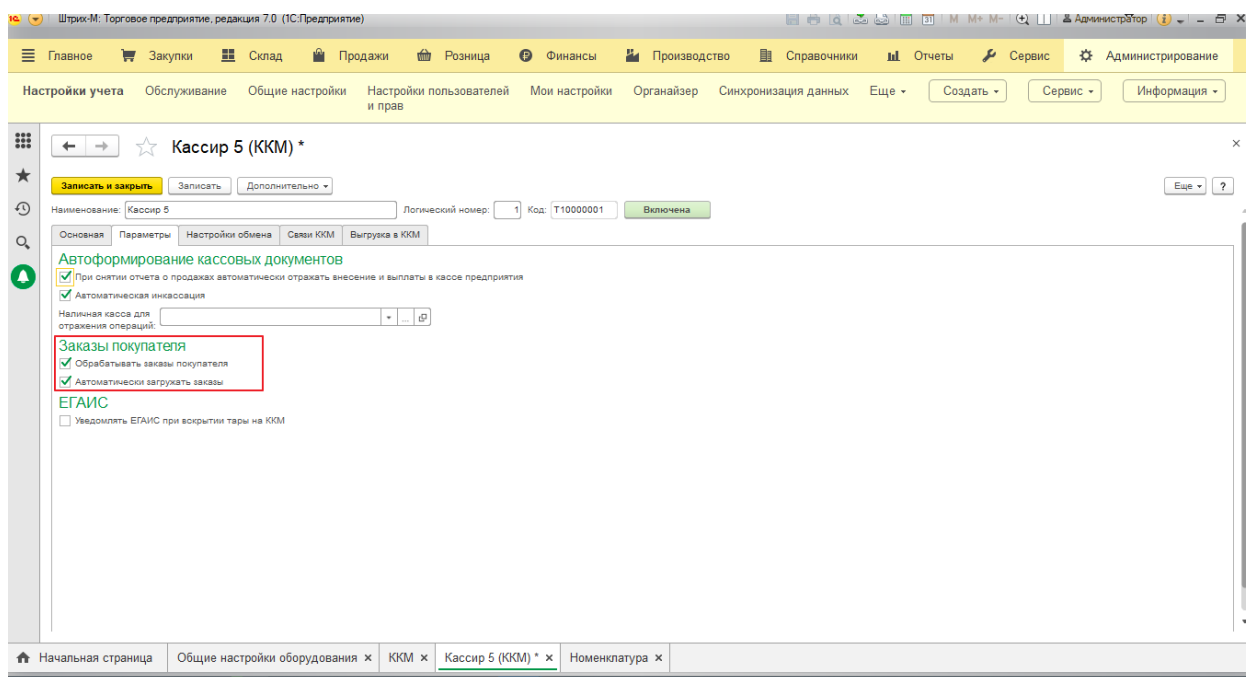 Штрих-М: Торговое предприятие, редакция 7.0 (1С:Предприятие) M M+ M- Администратор
Главное Закупки Склад Продажи Розница Финансы Производство Справочники Отчеты Сервис Администрирование
Настройки учета Обслуживание Общие настройки Настройки пользователей и прав Мои настройки Органайзер Синхронизация данных Еще Создать Сервис Информация
Кассир 5 (ККМ) *
Записать и закрыть Записать Дополнительно Еще ?
Наименование: Кассир 5 Логический номер: 1 Код: Т10000001 Включена
Основная Параметры Настройки обмена Связи ККМ Выгрузка в ККМ
Автоформирование кассовых документов
При снятии отчета о продажах автоматически отражать внесение и выплаты в кассе предприятия
Автоматическая инкассация
Наличная касса для
отражения операций:
Заказы покупателя
Обрабатывать заказы покупателя
Автоматически загружать заказы
ЕГАИС
Уведомлять ЕГАИС при вскрытии тары на ККМ
Начальная страница Общие настройки оборудования × ККМ × Кассир 5 (ККМ) * × Номенклатура ×